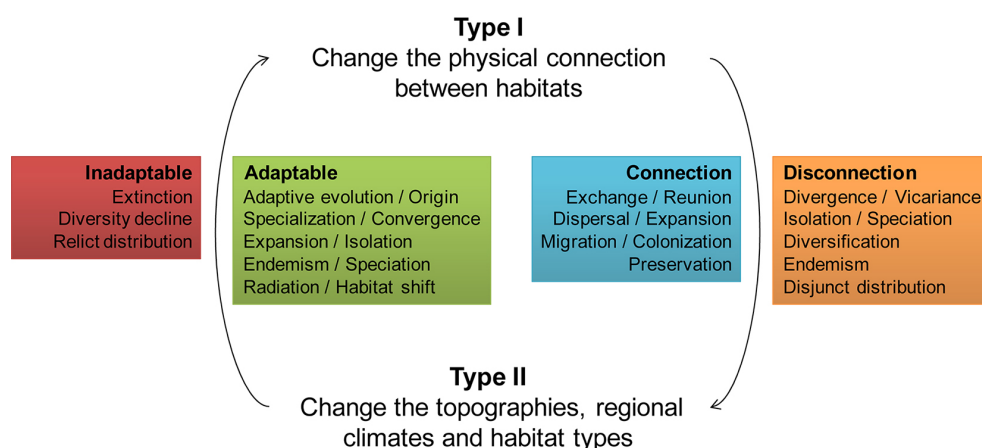 Type I
Change the physical connection
between habitats
Inadaptable
Extinction
Diversity decline
Relict distribution
Adaptable
Adaptive evolution / Origin
Specialization / Convergence
Expansion / Isolation
Endemism / Speciation
Radiation / Habitat shift
Connection
Exchange / Reunion
Dispersal / Expansion
Migration / Colonization
Preservation
Disconnection
Divergence / Vicariance
Isolation / Speciation
Diversification
Endemism
Disjunct distribution
Type II
Change the topographies, regional
climates and habitat types